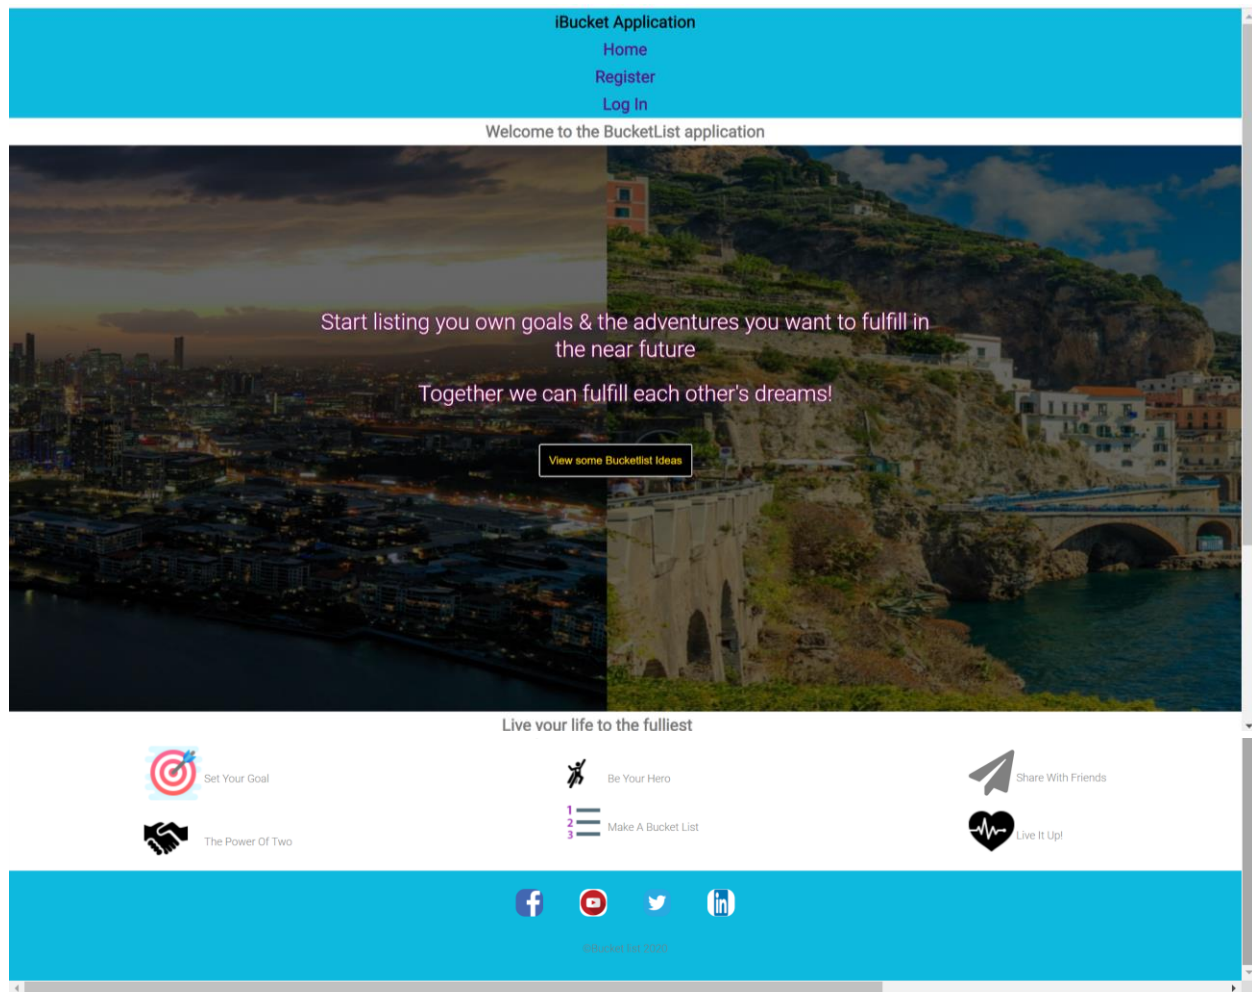 iBucket Application
Home
Register
Log In
Welcome to the BucketList application
Start listing you own goals & the adventures you want to fulfill in
the near future
Together we can fulfill each other's dreams!
View some Bucketlist Ideas
Live your life to the fulliest
Set Your Goal
Be Your Hero
Share With Friends
The Power Of Two
1
2
3
Make A Bucket List
Live It Up!
f
in
2020